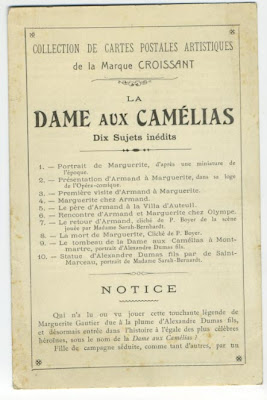 COLLECTION DE CARTES POSTALES ARTISTIQUES
de la Marque CROISSANT
LA
DAME AUX CAMÉLIAS
Dix Sujets inédits
1. — Portrait de Marguerite, d'après une miniature de
l'époque.
2. — Présentation d'Armand à Marguerite, dans sa loge
de l'Opéra-comique.
3. — Première visite d'Armand à Marguerite.
4. — Marguerite chez Armand.
5. — Le père d'Armand à la Villa d'Auteuil.
6. — Rencontre d'Armand et Marguerite chez Olympe.
7. — Le retour d'Armand, cliché de P. Boyer de la scène
jouée par Madame Sarah-Bernhardt.
8. — La mort de Marguerite, Cliché de P. Boyer.
9. — Le tombeau de la Dame aux Camélias à Mont-
martre, portrait d'Alexandre Dumas fils.
10. — Statue d'Alexandre Dumas fils par de Saint-
Marceau, portrait de Madame Sarah-Bernardt.
NOTICE
Qui n'a lu ou vu jouer cette touchante légende de
Marguerite Gautier due à la plume d'Alexandre Dumas fils,
et désormais entrée dans l'histoire à l'égale des plus célèbres
héroïnes, sous le nom de la Dame aux Camélias ?
Fille de campagne séduite, comme tant d'autres, par un